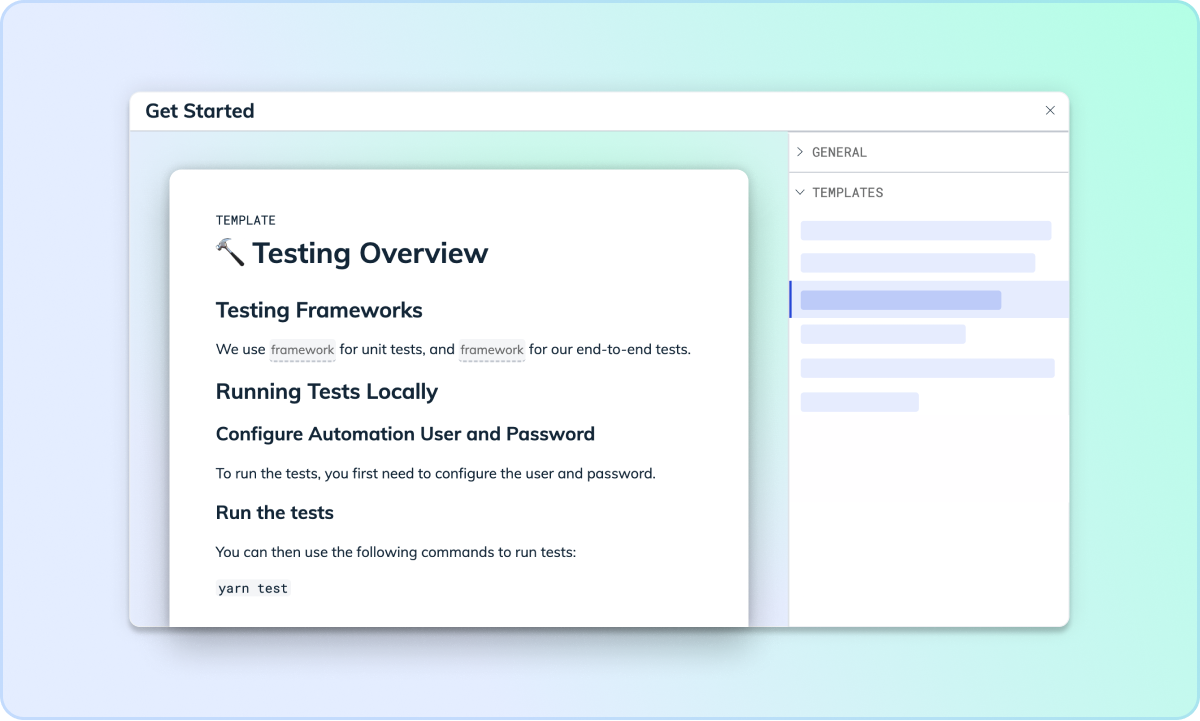 Get Started
GENERAL
TEMPLATES
TEMPLATE
🔨 Testing Overview
Testing Frameworks
We use framework for unit tests, and framework for our end-to-end tests.
Running Tests Locally
Configure Automation User and Password
To run the tests, you first need to configure the user and password.
Run the tests
You can then use the following commands to run tests:
yarn test